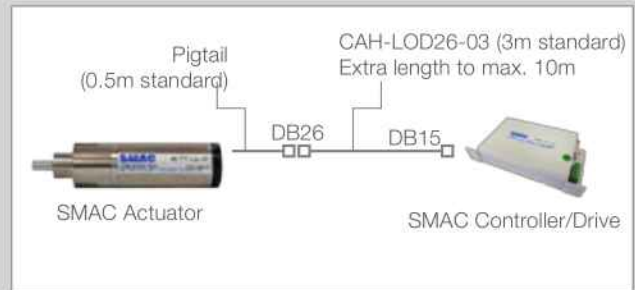 Pigtail
(0.5m standard)
CAH-LOD26-03 (3m standard)
Extra length to max. 10m
DB26
DB15
SMAC
SMAC Actuator
SMAC Controller/Drive